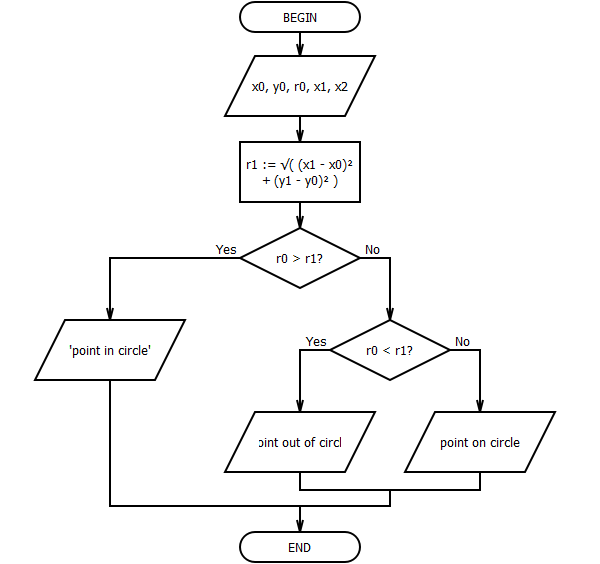 BEGIN
x0, y0, r0, x1, x2
r1 := √( (x1 - x0)²
+ (y1 - y0)² )
r0 > r1?
Yes
No
'point in circle'
r0 < r1?
Yes
No
oint out of circl
point on circle
END